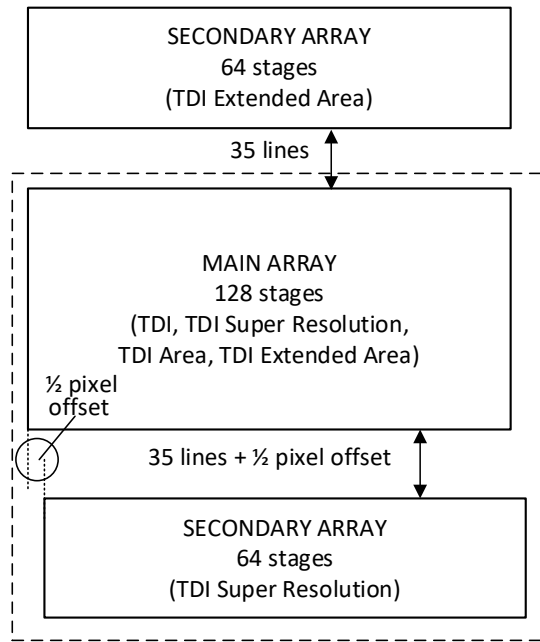 SECONDARY ARRAY
64 stages
(TDI Extended Area)
35 lines
MAIN ARRAY
128 stages
(TDI, TDI Super Resolution,
TDI Area, TDI Extended Area)
½ pixel
offset
35 lines + ½ pixel offset
SECONDARY ARRAY
64 stages
(TDI Super Resolution)